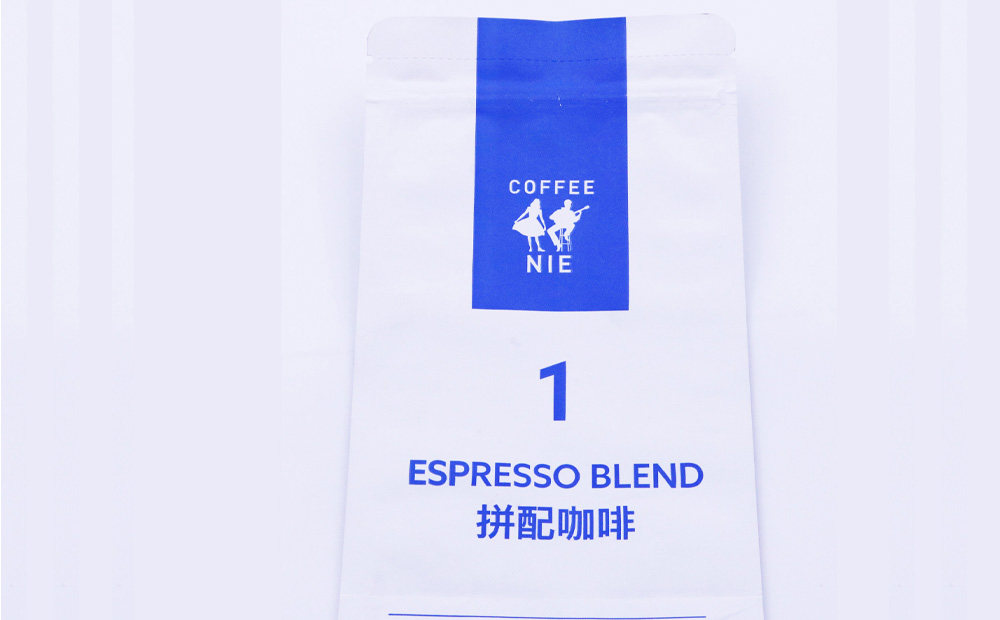 COFFEE
NIE
1
ESPRESSO BLEND
拼配咖啡